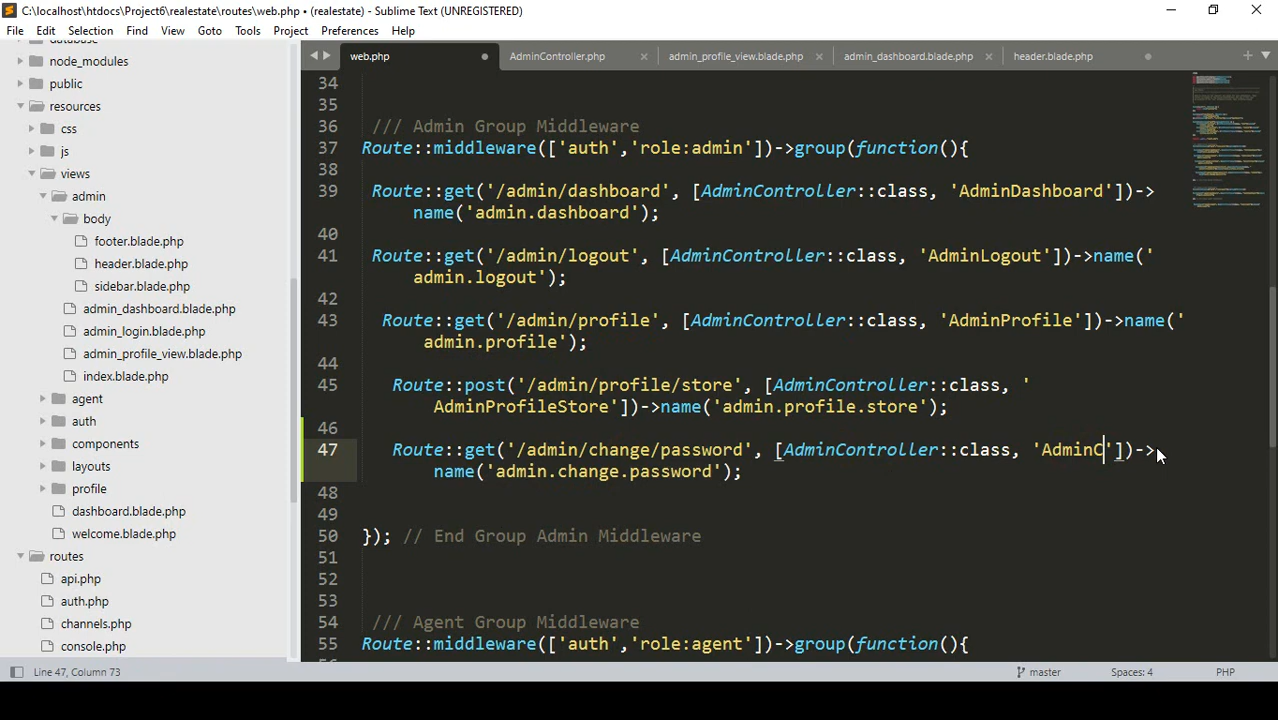 C:\localhost\htdocs\Project6\realestate\routes\web.php • (realestate) - Sublime Text (UNREGISTERED)
File Edit Selection Find View Goto Tools Project Preferences Help
database
node_modules
public
resources
css
js
views
admin
body
footer.blade.php
header.blade.php
sidebar.blade.php
admin_dashboard.blade.php
admin_login.blade.php
admin_profile_view.blade.php
index.blade.php
agent
auth
components
layouts
profile
dashboard.blade.php
welcome.blade.php
routes
api.php
auth.php
channels.php
console.php
web.php AdminController.php admin_profile_view.blade.php admin_dashboard.blade.php header.blade.php
34
35
36 /// Admin Group Middleware
37 Route::middleware(['auth','role:admin'])->group(function(){
38
39 Route::get('/admin/dashboard', [AdminController::class, 'AdminDashboard'])->
name('admin.dashboard');
40
41 Route::get('/admin/logout', [AdminController::class, 'AdminLogout'])->name('
admin.logout');
42
43 Route::get('/admin/profile', [AdminController::class, 'AdminProfile'])->name('
admin.profile');
44
45 Route::post('/admin/profile/store', [AdminController::class, '
AdminProfileStore'])->name('admin.profile.store');
46
47 Route::get('/admin/change/password', [AdminController::class, 'AdminC'])->
name('admin.change.password');
48
49
50 }); // End Group Admin Middleware
51
52
53
54 /// Agent Group Middleware
55 Route::middleware(['auth','role:agent'])->group(function(){
Line 47, Column 73 master Spaces: 4 PHP